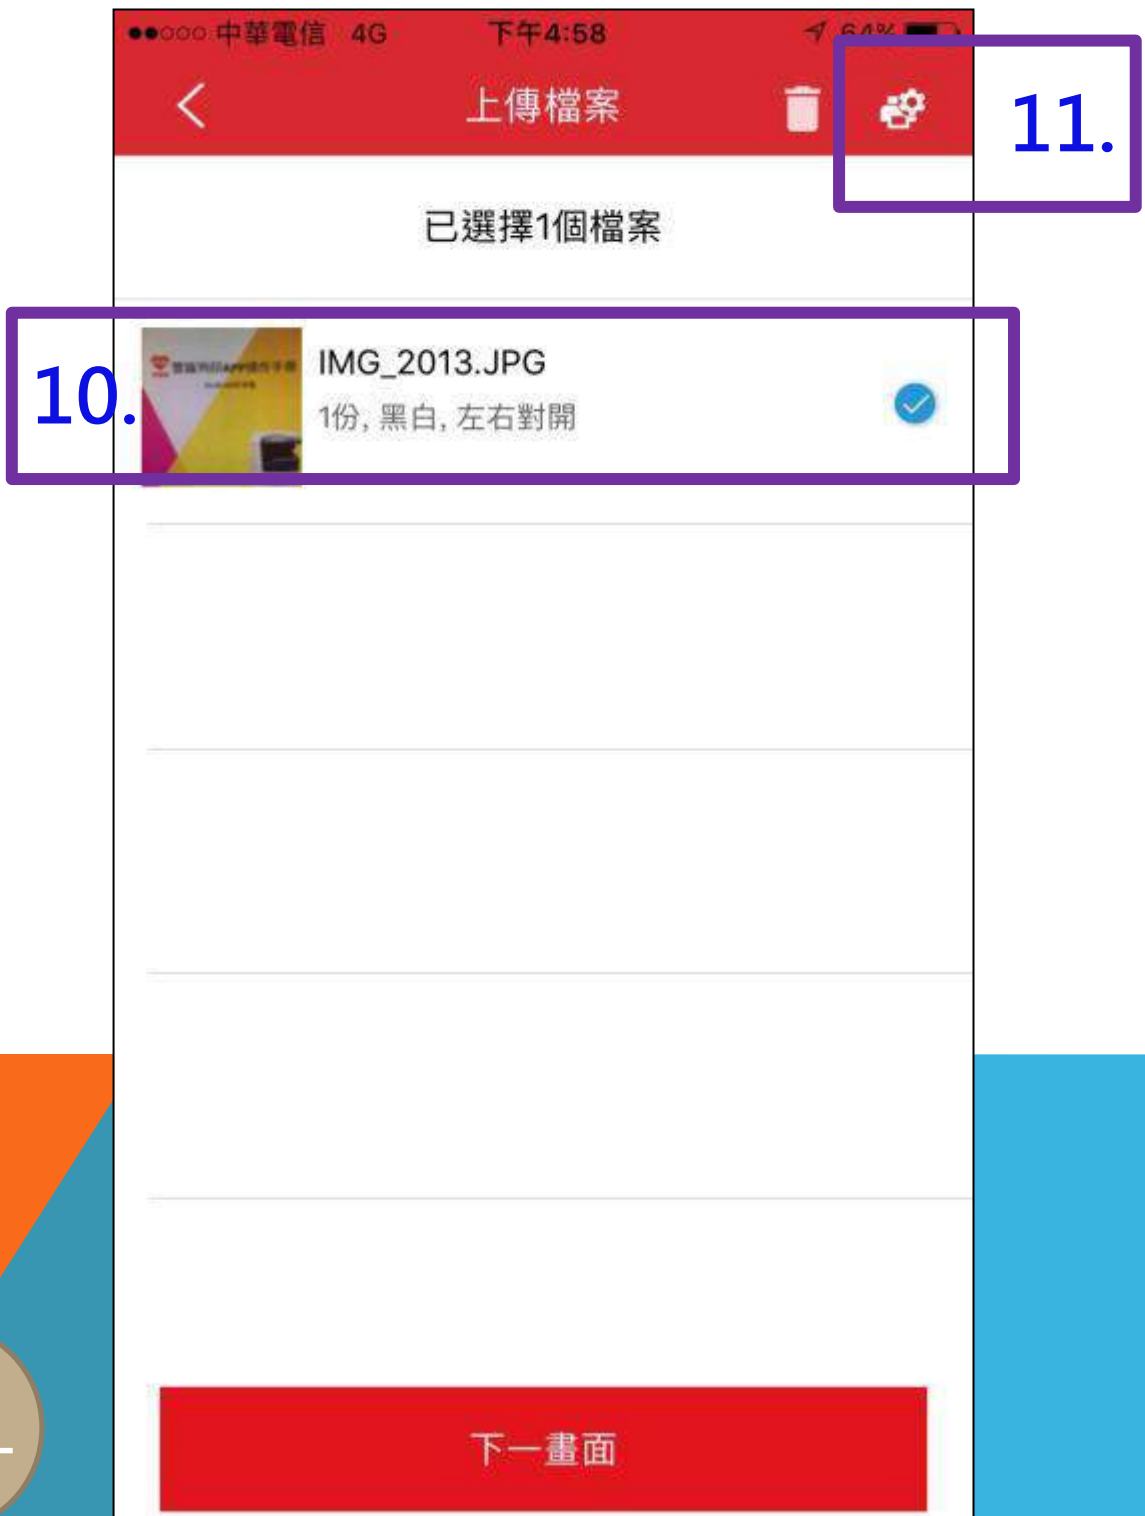 中華電信 4G 下午4:58 64%
上傳檔案
11.
已選擇1個檔案
10.
IMG_2013.JPG
1份, 黑白, 左右對開
下一畫面